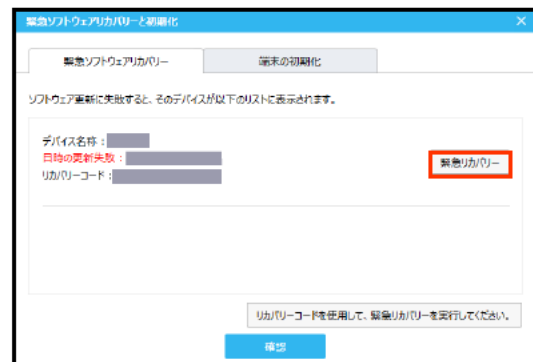 緊急ソフトウェアリカバリーと初期化
緊急ソフトウェアリカバリー
端末の初期化
ソフトウェア更新に失敗すると、そのデバイスが以下のリストに表示されます。
デバイス名称：
日時の更新失敗：
リカバリーコード：
緊急リカバリー
リカバリーコードを使用して、緊急リカバリーを実行してください。
確認